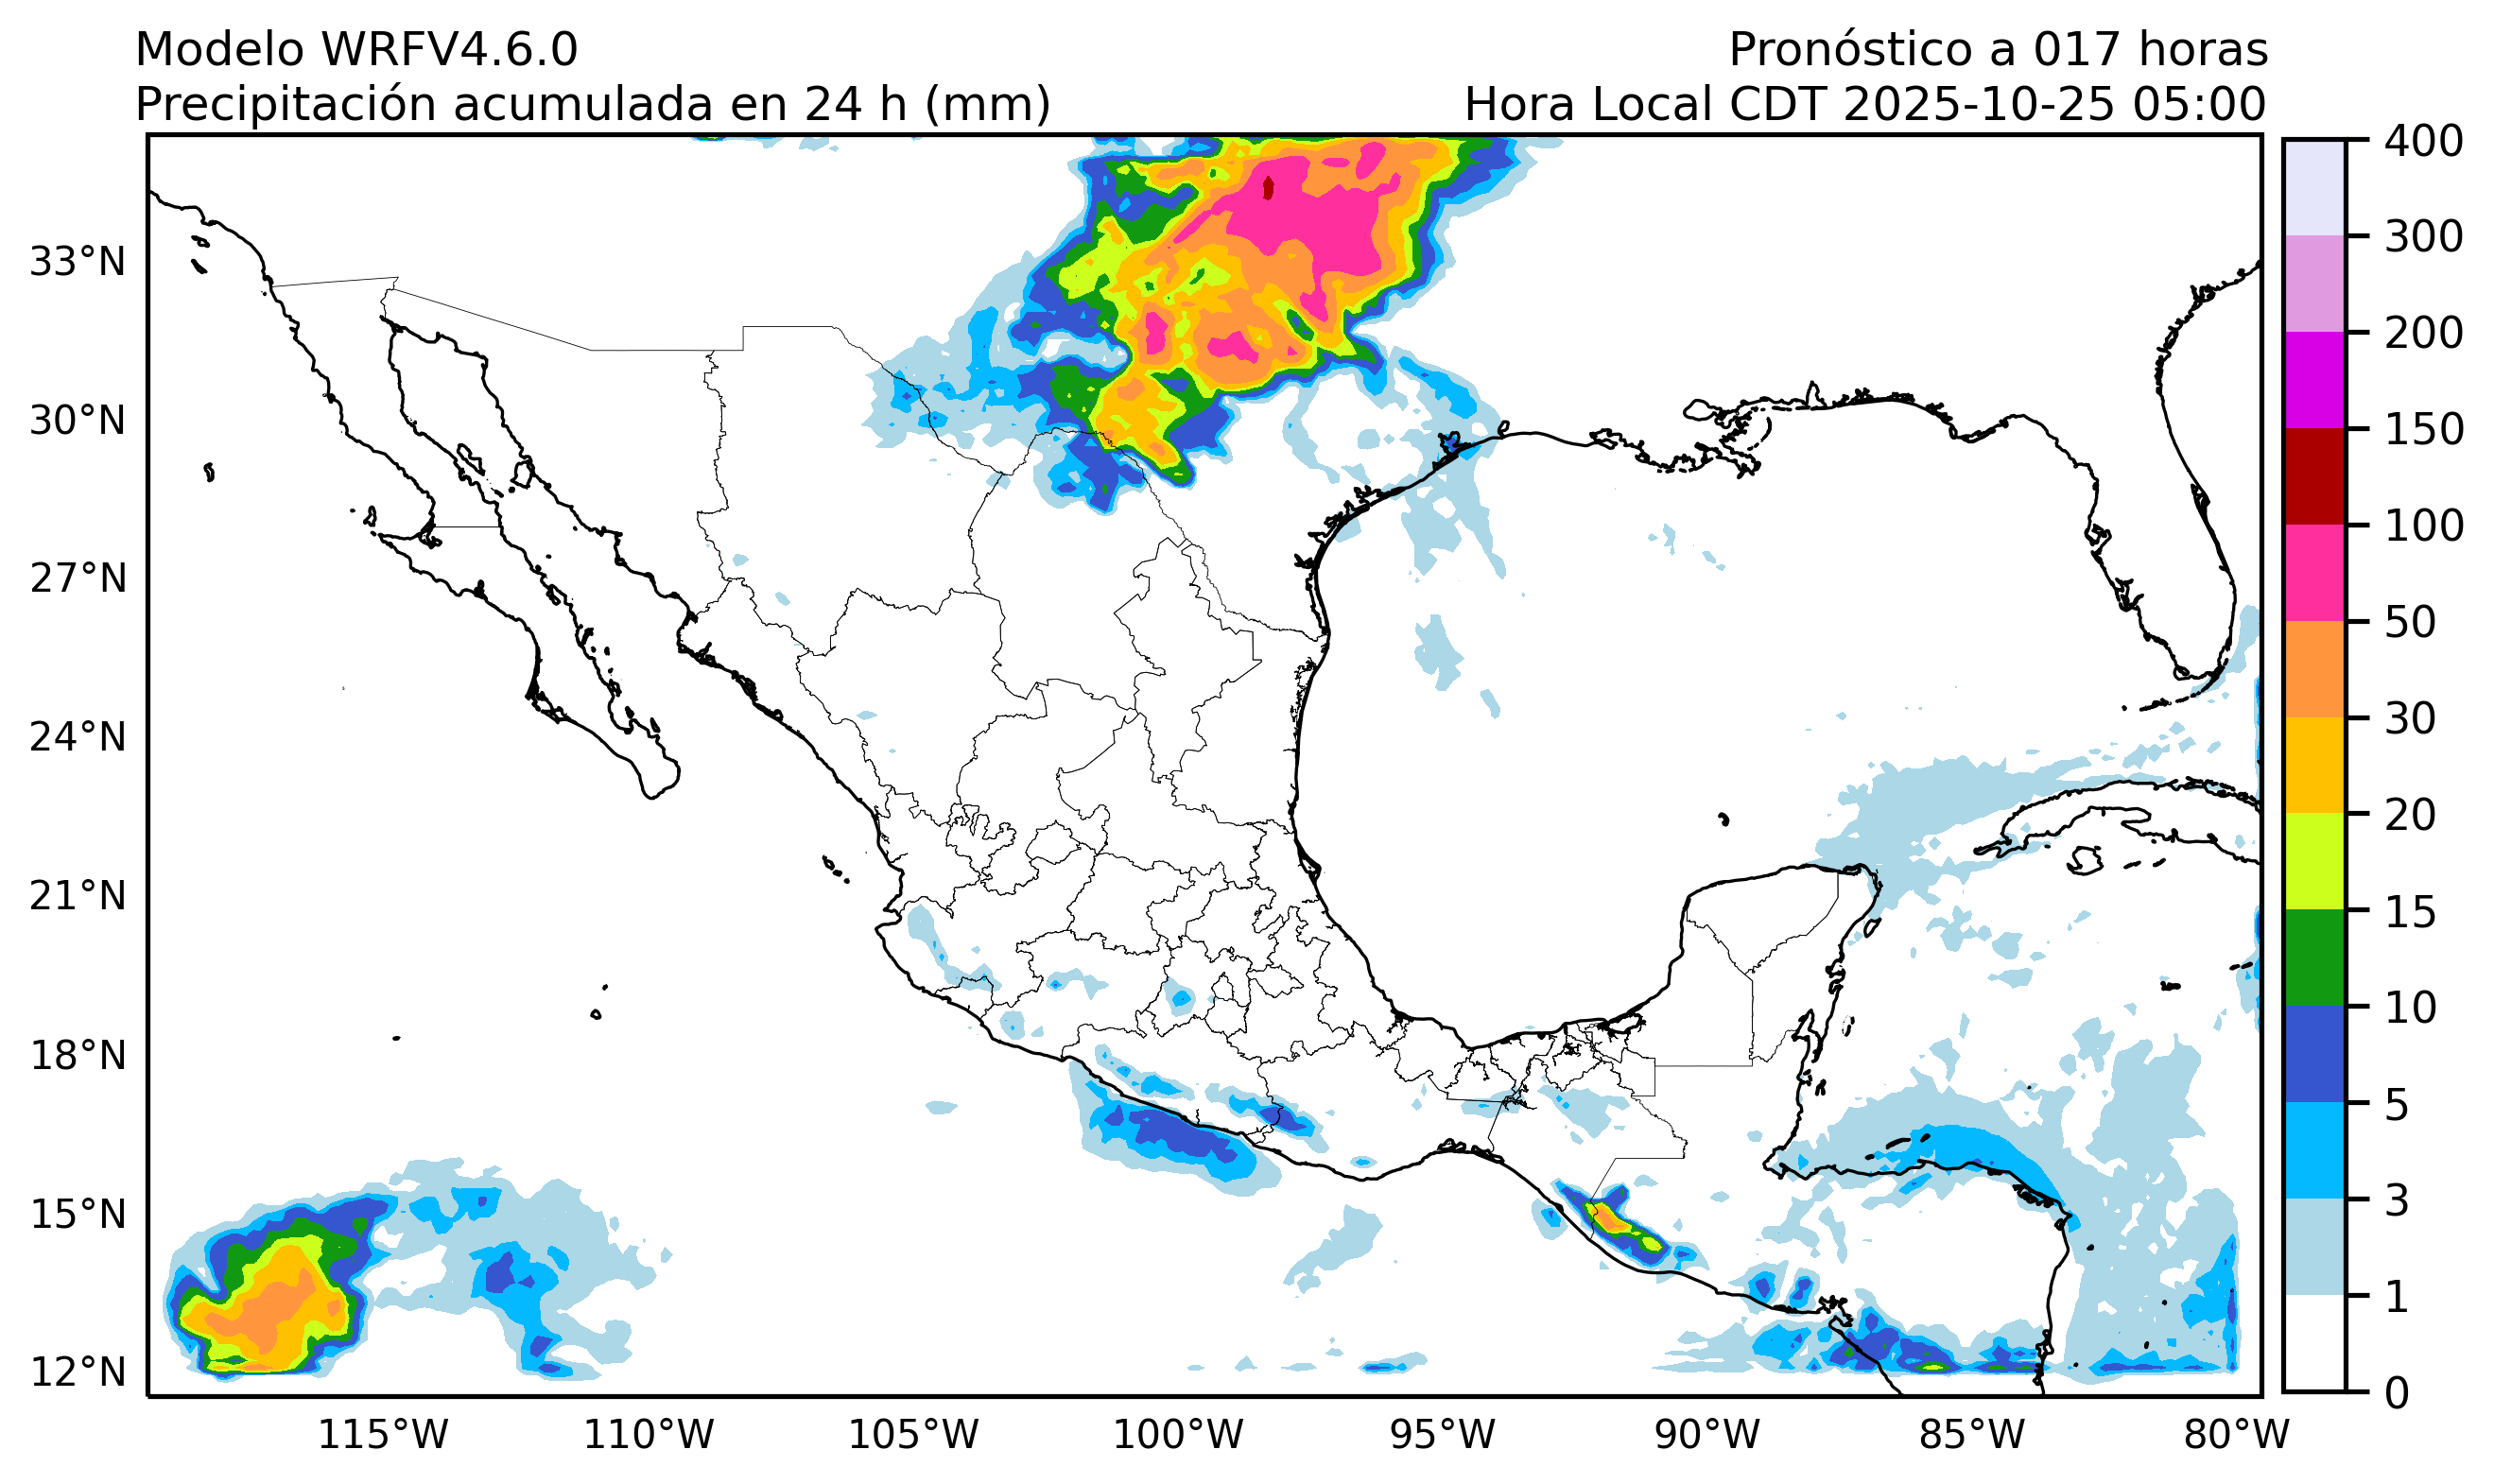 Modelo WRFV4.6.0
Pronóstico a 017 horas
Precipitación acumulada en 24 h (mm)
Hora Local CDT 2025-10-25 05:00
33°N
30°N
27°N
24°N
21°N
18°N
15°N
12°N
115°W
110°W
105°W
100°W
95°W
90°W
85°W
80°W
400
300
200
150
100
50
30
20
15
10
5
3
1
0